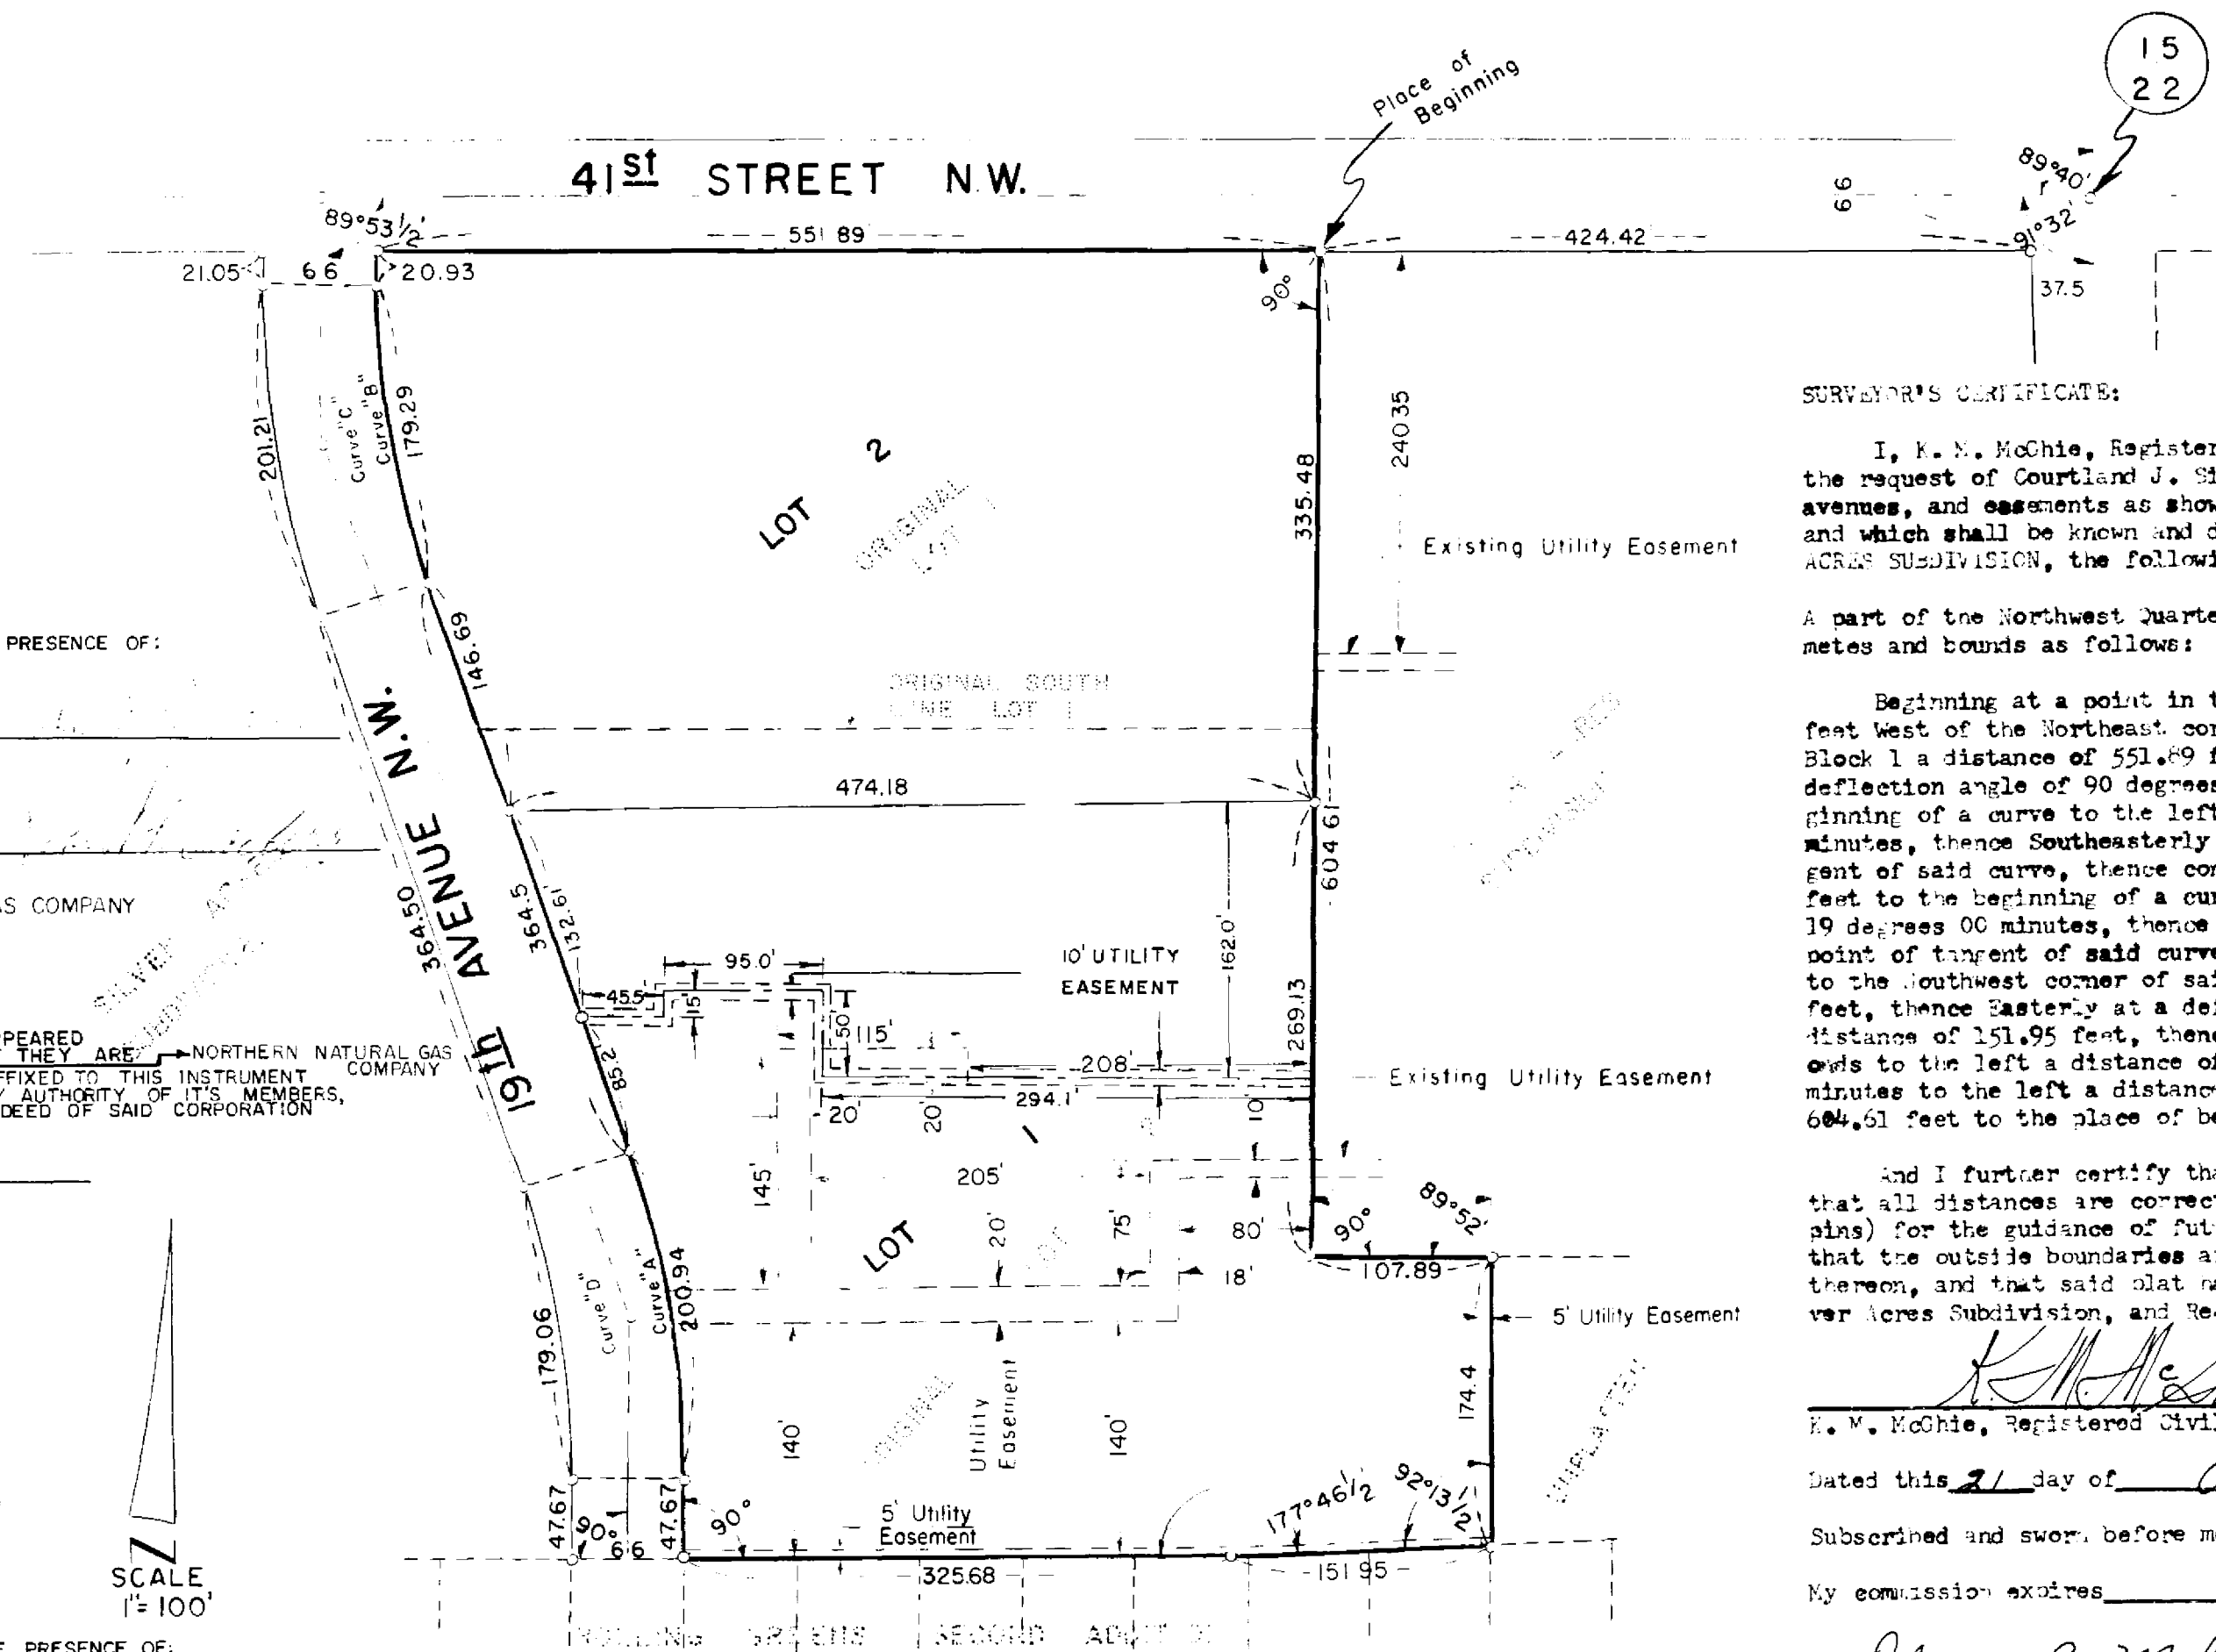 15
22
Place of
Beginning
41st STREET N.W.
89°40'
66
91°32'
89°53½'
551.89
424.42
21.05
66
20.93
37.5
90°
Curve "C"
Curve "B"
179.29
201.21
2
LOT
ORIGINAL
LOT 1
335.48
240.35
Existing Utility Easement
SURVEYOR'S CERTIFICATE:
I, K. M. McGhie, Register
the request of Courtland J. Si
avenues, and easements as show
and which shall be known and d
ACRES SUBDIVISION, the followi
A part of the Northwest Quarte
metes and bounds as follows:
Beginning at a point in t
feet West of the Northeast cor
Block 1 a distance of 551.89 f
deflection angle of 90 degrees
ginning of a curve to the left
minutes, thence Southeasterly
gent of said curve, thence con
feet to the beginning of a cur
19 degrees 00 minutes, thence
point of tangent of said curve
to the Southwest corner of sai
feet, thence Easterly at a def
distance of 151.95 feet, thenc
onds to the left a distance of
minutes to the left a distanc
604.61 feet to the place of be
And I further certify tha
that all distances are correct
pins) for the guidance of fut
that the outside boundaries a
thereon, and that said plat
ver Acres Subdivision, and Re
K. M. McGhie, Registered Civil
Dated this 21 day of
Subscribed and sworn before m
My commission expires
PRESENCE OF:
146.69
ORIGINAL SOUTH
LINE LOT 1
474.18
604.61
19th AVENUE N.W.
364.50
364.5
132.61'
AS COMPANY
SILVER ACRES
SUBDIVISION
95.0'
45.5'
15'
10' UTILITY
EASEMENT
162.0'
269.13
50'
115'
208'
294.1'
20'
20'
10'
85.2'
Existing Utility Easement
PPEARED
THEY ARE NORTHERN NATURAL GAS
COMPANY
FFIXED TO THIS INSTRUMENT
Y AUTHORITY OF IT'S MEMBERS,
DEED OF SAID CORPORATION
1
LOT
145'
205'
20'
75'
80'
18'
90°
89°52'
107.89
5' Utility Easement
174.4
UNPLATTED
Curve "D"
Curve "A"
200.94
179.06
140'
ORIGINAL
Utility
Easement
140'
177°46½'
92°13½'
47.67
90°
66
47.67
90°
5' Utility
Easement
325.68
151.95
SCALE
1"= 100'
ROLLING GREENS SECOND ADDITION
PRESENCE OF: